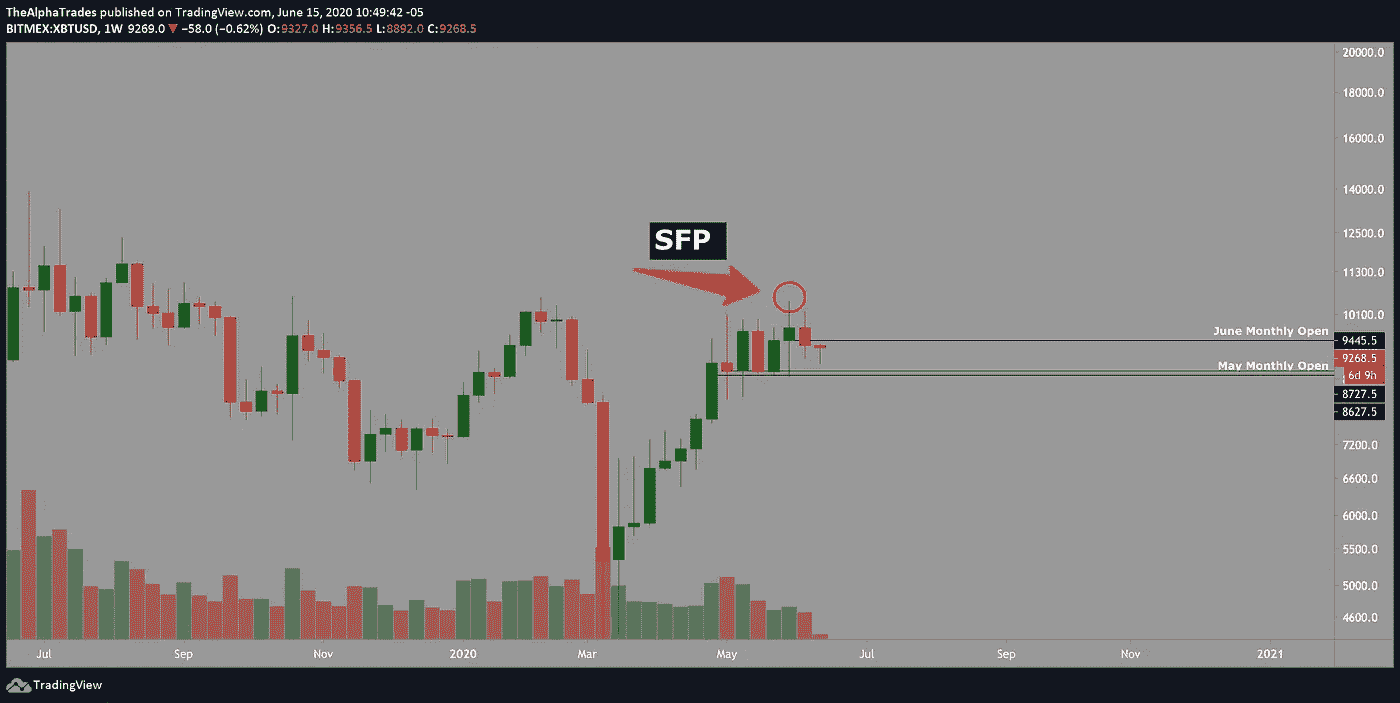 TheAlphaTrades published on TradingView.com, June 15, 2020 10:49:42 -05
BITMEX:XBTUSD, 1W 9269.0 ▼ −58.0 (−0.62%) O:9327.0 H:9356.5 L:8892.0 C:9268.5
20000.0
18000.0
16000.0
14000.0
12500.0
SFP
11300.0
10100.0
June Monthly Open
9445.5
9268.5
May Monthly Open
6d 9h
8727.5
8627.5
7200.0
6600.0
6000.0
5500.0
5000.0
4600.0
Jul Sep Nov 2020 Mar May Jul Sep Nov 2021
TradingView